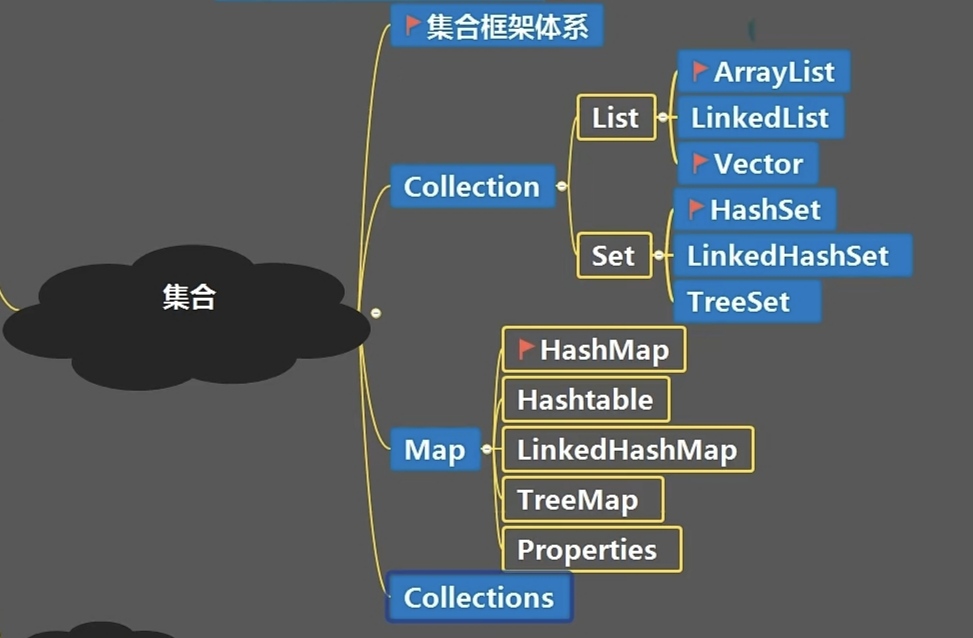 集合框架体系
ArrayList
List
LinkedList
Vector
Collection
HashSet
Set
LinkedHashSet
TreeSet
集合
HashMap
Hashtable
Map
LinkedHashMap
TreeMap
Properties
Collections